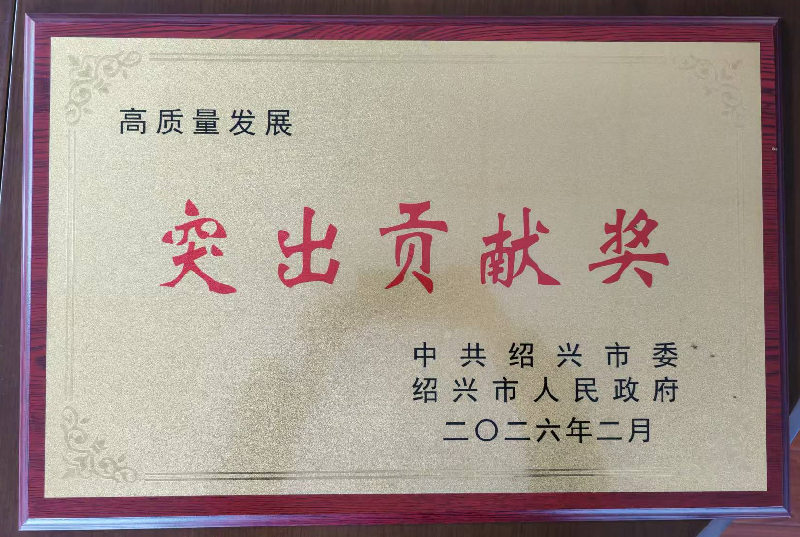 高质量发展
突出贡献奖
中共绍兴市委
绍兴市人民政府
二〇二六年二月